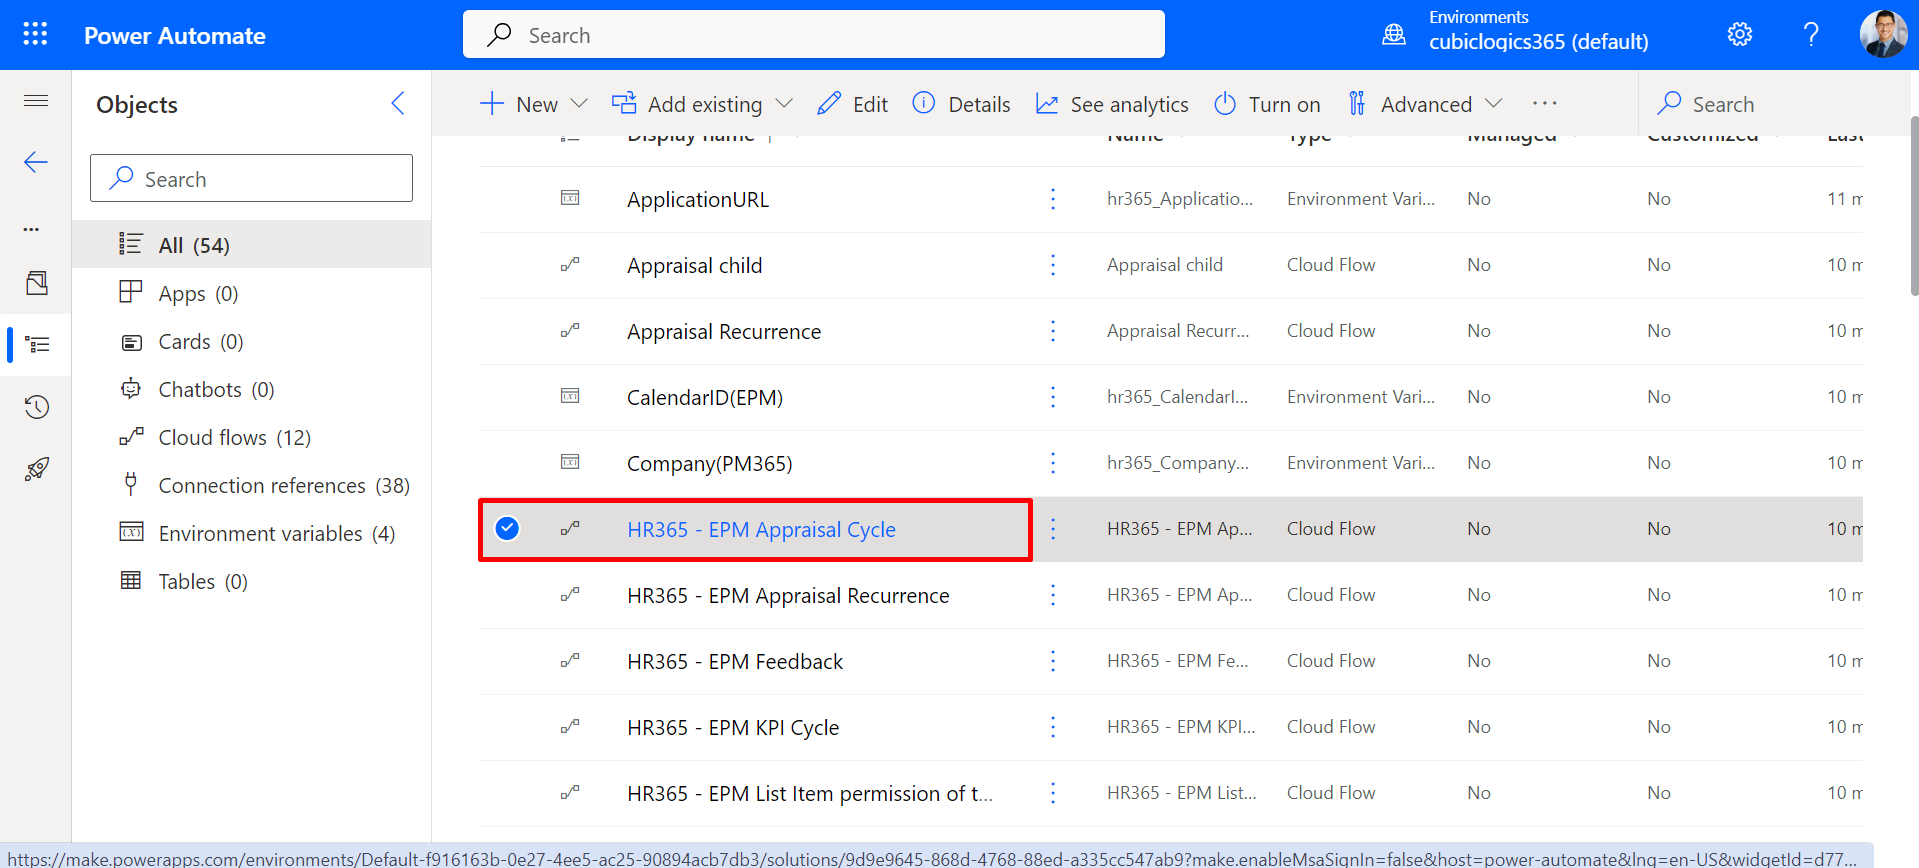 Power Automate
Search
Environments
cubiclogics365 (default)
Objects
Search
All (54)
Apps (0)
Cards (0)
Chatbots (0)
Cloud flows (12)
Connection references (38)
Environment variables (4)
Tables (0)
New Add existing Edit Details See analytics Turn on Advanced ··· Search
Display name Name Type Managed Customized Last
ApplicationURL hr365_Applicatio... Environment Vari... No No 11 m
Appraisal child Appraisal child Cloud Flow No No 10 m
Appraisal Recurrence Appraisal Recurr... Cloud Flow No No 10 m
CalendarID(EPM) hr365_CalendarI... Environment Vari... No No 10 m
Company(PM365) hr365_Company... Environment Vari... No No 10 m
HR365 - EPM Appraisal Cycle HR365 - EPM Ap... Cloud Flow No No 10 m
HR365 - EPM Appraisal Recurrence HR365 - EPM Ap... Cloud Flow No No 10 m
HR365 - EPM Feedback HR365 - EPM Fe... Cloud Flow No No 10 m
HR365 - EPM KPI Cycle HR365 - EPM KPI... Cloud Flow No No 10 m
HR365 - EPM List Item permission of t... HR365 - EPM List... Cloud Flow No No 10 m
https://make.powerapps.com/environments/Default-f916163b-0e27-4ee5-ac25-90894acb7db3/solutions/9d9e9645-868d-4768-88ed-a335cc547ab9?make.enableMsaSignIn=false&host=power-automate&lng=en-US&widgetId=d77...